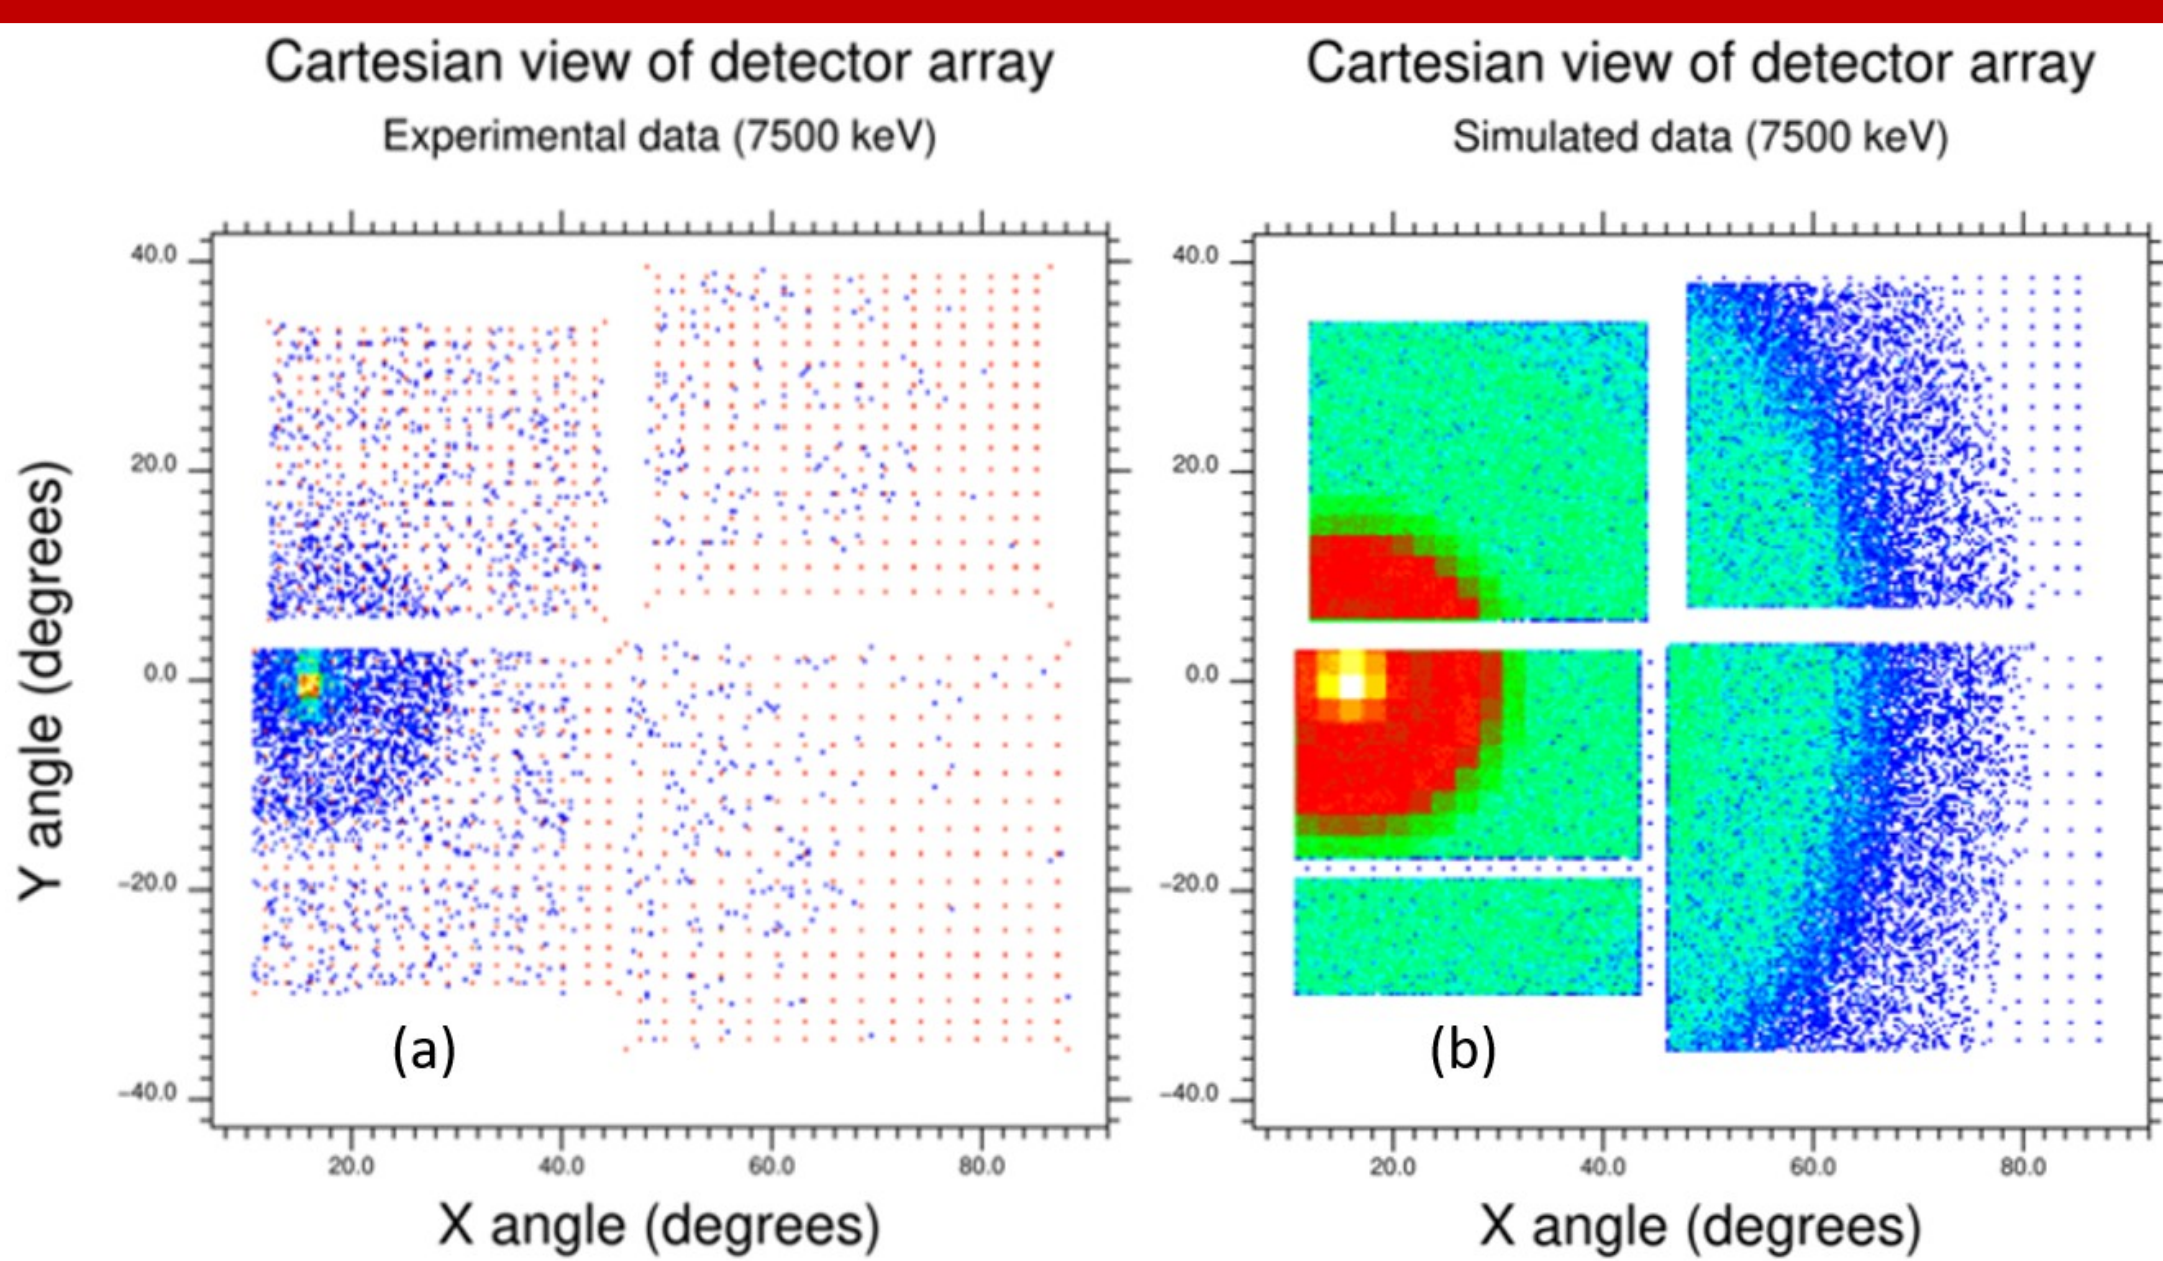 Cartesian view of detector array
Experimental data (7500 keV)
40.0
20.0
0.0
−20.0
−40.0
Y angle (degrees)
(a)
20.0 40.0 60.0 80.0
X angle (degrees)
Cartesian view of detector array
Simulated data (7500 keV)
40.0
20.0
0.0
−20.0
−40.0
(b)
20.0 40.0 60.0 80.0
X angle (degrees)